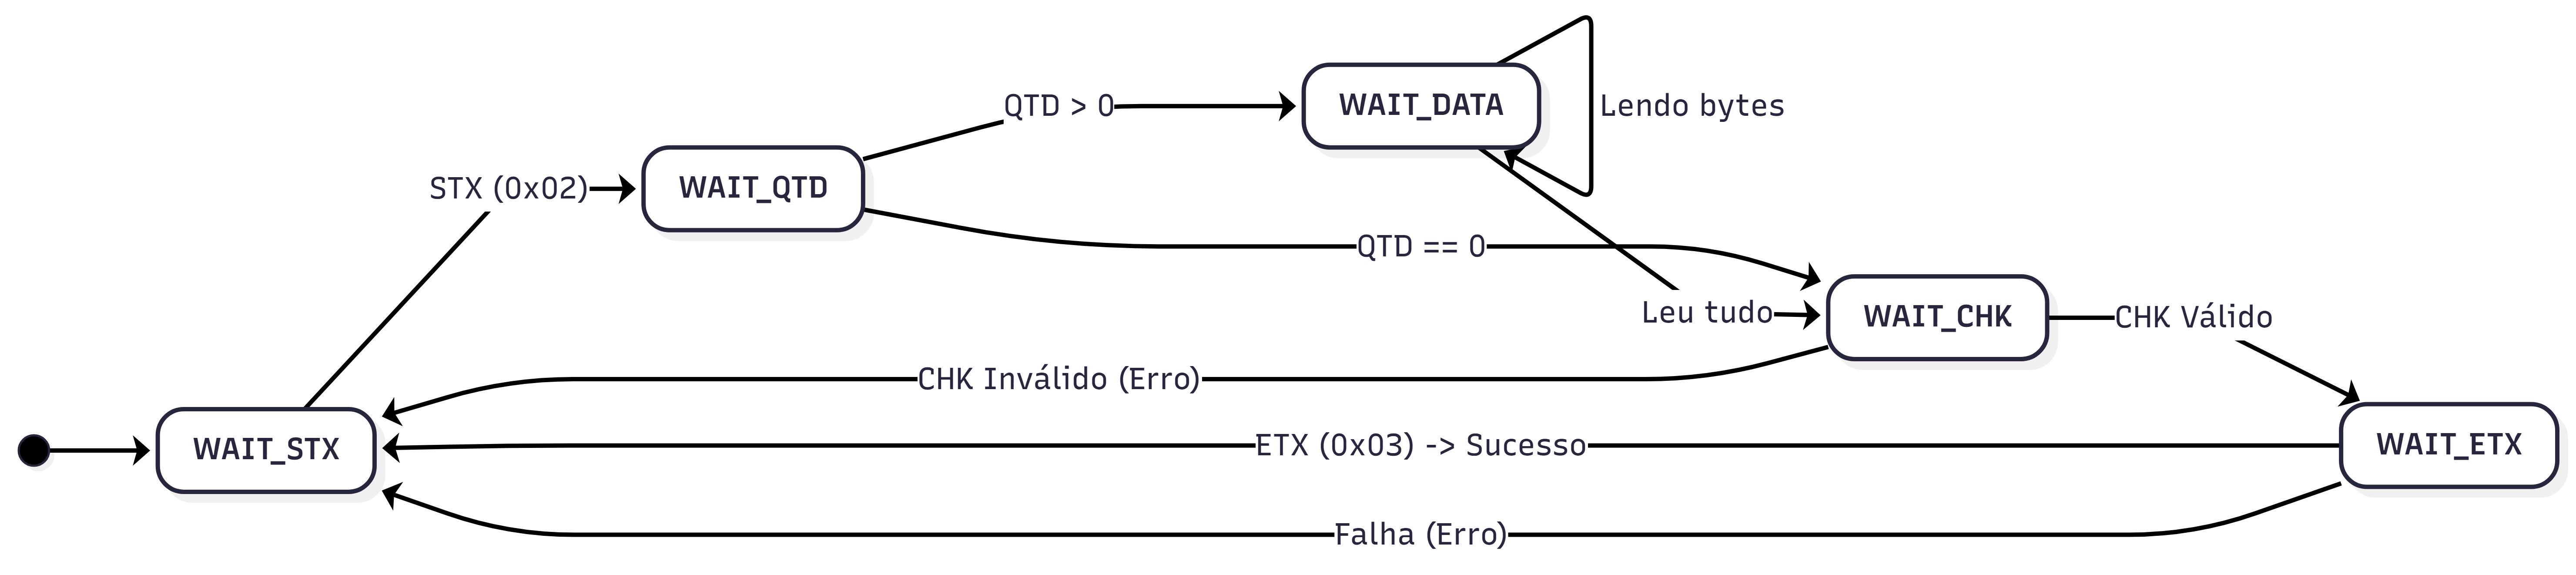 WAIT_DATA
QTD > 0
Lendo bytes
STX (0x02)
WAIT_QTD
QTD == 0
Leu tudo
WAIT_CHK
CHK Válido
CHK Inválido (Erro)
WAIT_STX
ETX (0x03) -> Sucesso
WAIT_ETX
Falha (Erro)